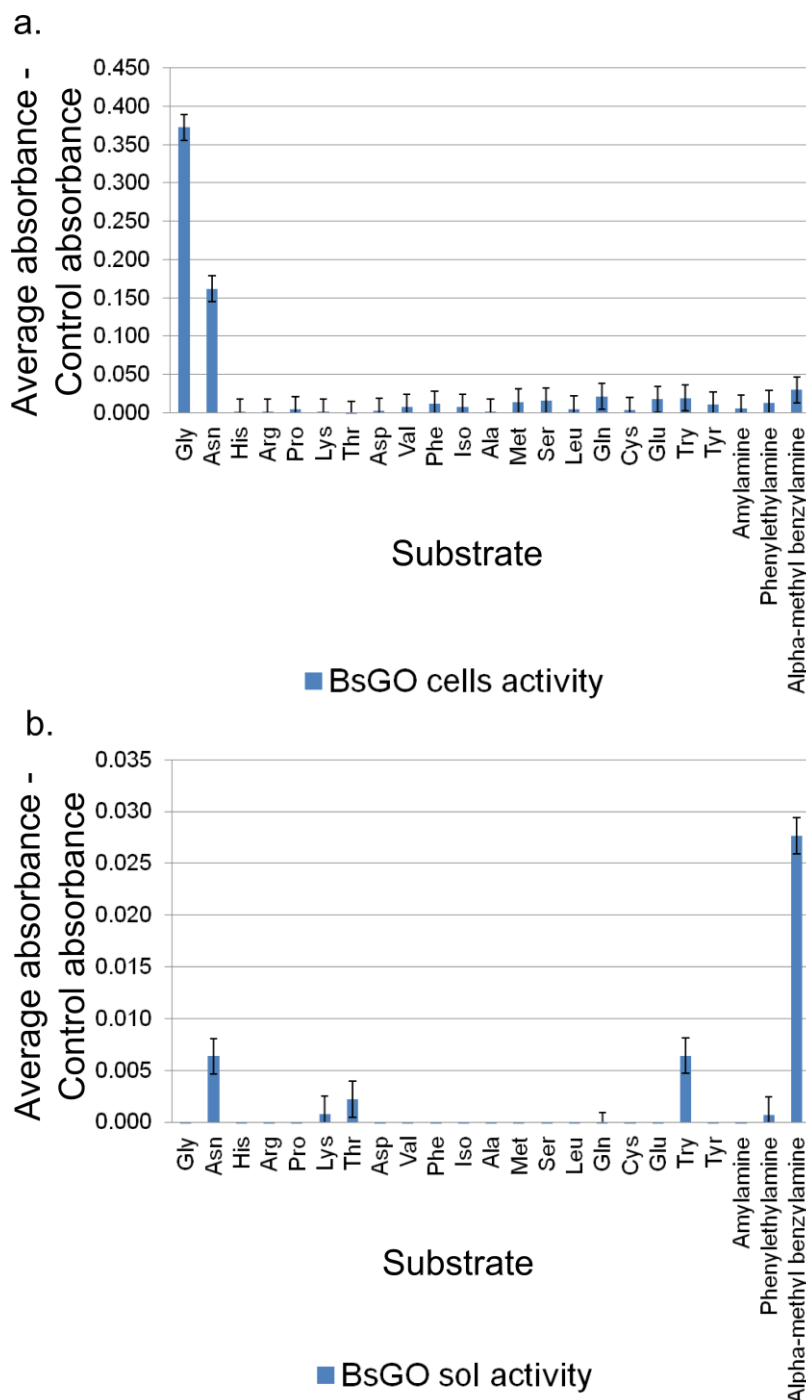 a.
Average absorbance -
Control absorbance
0.450
0.400
0.350
0.300
0.250
0.200
0.150
0.100
0.050
0.000
Gly
Asn
His
Arg
Pro
Lys
Thr
Asp
Val
Phe
Iso
Ala
Met
Ser
Leu
Gln
Cys
Glu
Try
Tyr
Amylamine
Phenylethylamine
Alpha-methyl benzylamine
Substrate
BsGO cells activity
b.
Average absorbance -
Control absorbance
0.035
0.030
0.025
0.020
0.015
0.010
0.005
0.000
Gly
Asn
His
Arg
Pro
Lys
Thr
Asp
Val
Phe
Iso
Ala
Met
Ser
Leu
Gln
Cys
Glu
Try
Tyr
Amylamine
Phenylethylamine
Alpha-methyl benzylamine
Substrate
BsGO sol activity